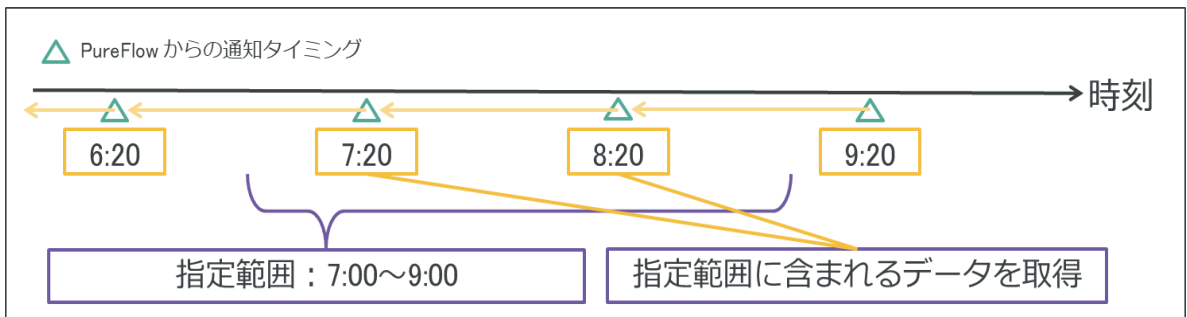 PureFlow からの通知タイミング
時刻
6:20
7:20
8:20
9:20
指定範囲：7:00～9:00
指定範囲に含まれるデータを取得